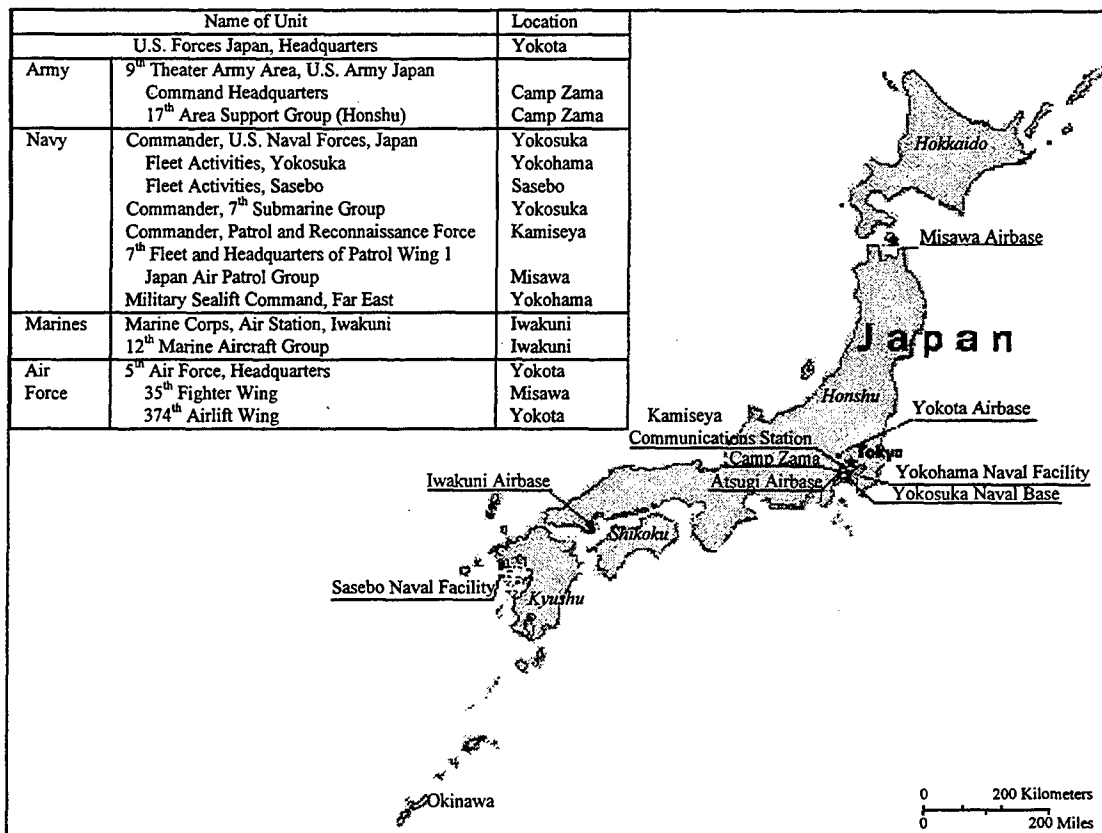 Name of Unit Location
U.S. Forces Japan, Headquarters Yokota
Army 9th Theater Army Area, U.S. Army Japan
Command Headquarters Camp Zama
17th Area Support Group (Honshu) Camp Zama
Navy Commander, U.S. Naval Forces, Japan Yokosuka
Fleet Activities, Yokosuka Yokohama
Fleet Activities, Sasebo Sasebo
Commander, 7th Submarine Group Yokosuka
Commander, Patrol and Reconnaissance Force Kamiseya
7th Fleet and Headquarters of Patrol Wing 1
Japan Air Patrol Group Misawa
Military Sealift Command, Far East Yokohama
Marines Marine Corps, Air Station, Iwakuni Iwakuni
12th Marine Aircraft Group Iwakuni
Air 5th Air Force, Headquarters Yokota
Force 35th Fighter Wing Misawa
374th Airlift Wing Yokota
Hokkaido
Misawa Airbase
Japan
Honshu
Yokota Airbase
Kamiseya
Communications Station
Tokyo
Camp Zama
Atsugi Airbase
Yokohama Naval Facility
Yokosuka Naval Base
Iwakuni Airbase
Shikoku
Sasebo Naval Facility
Kyushu
Okinawa
0 200 Kilometers
0 200 Miles